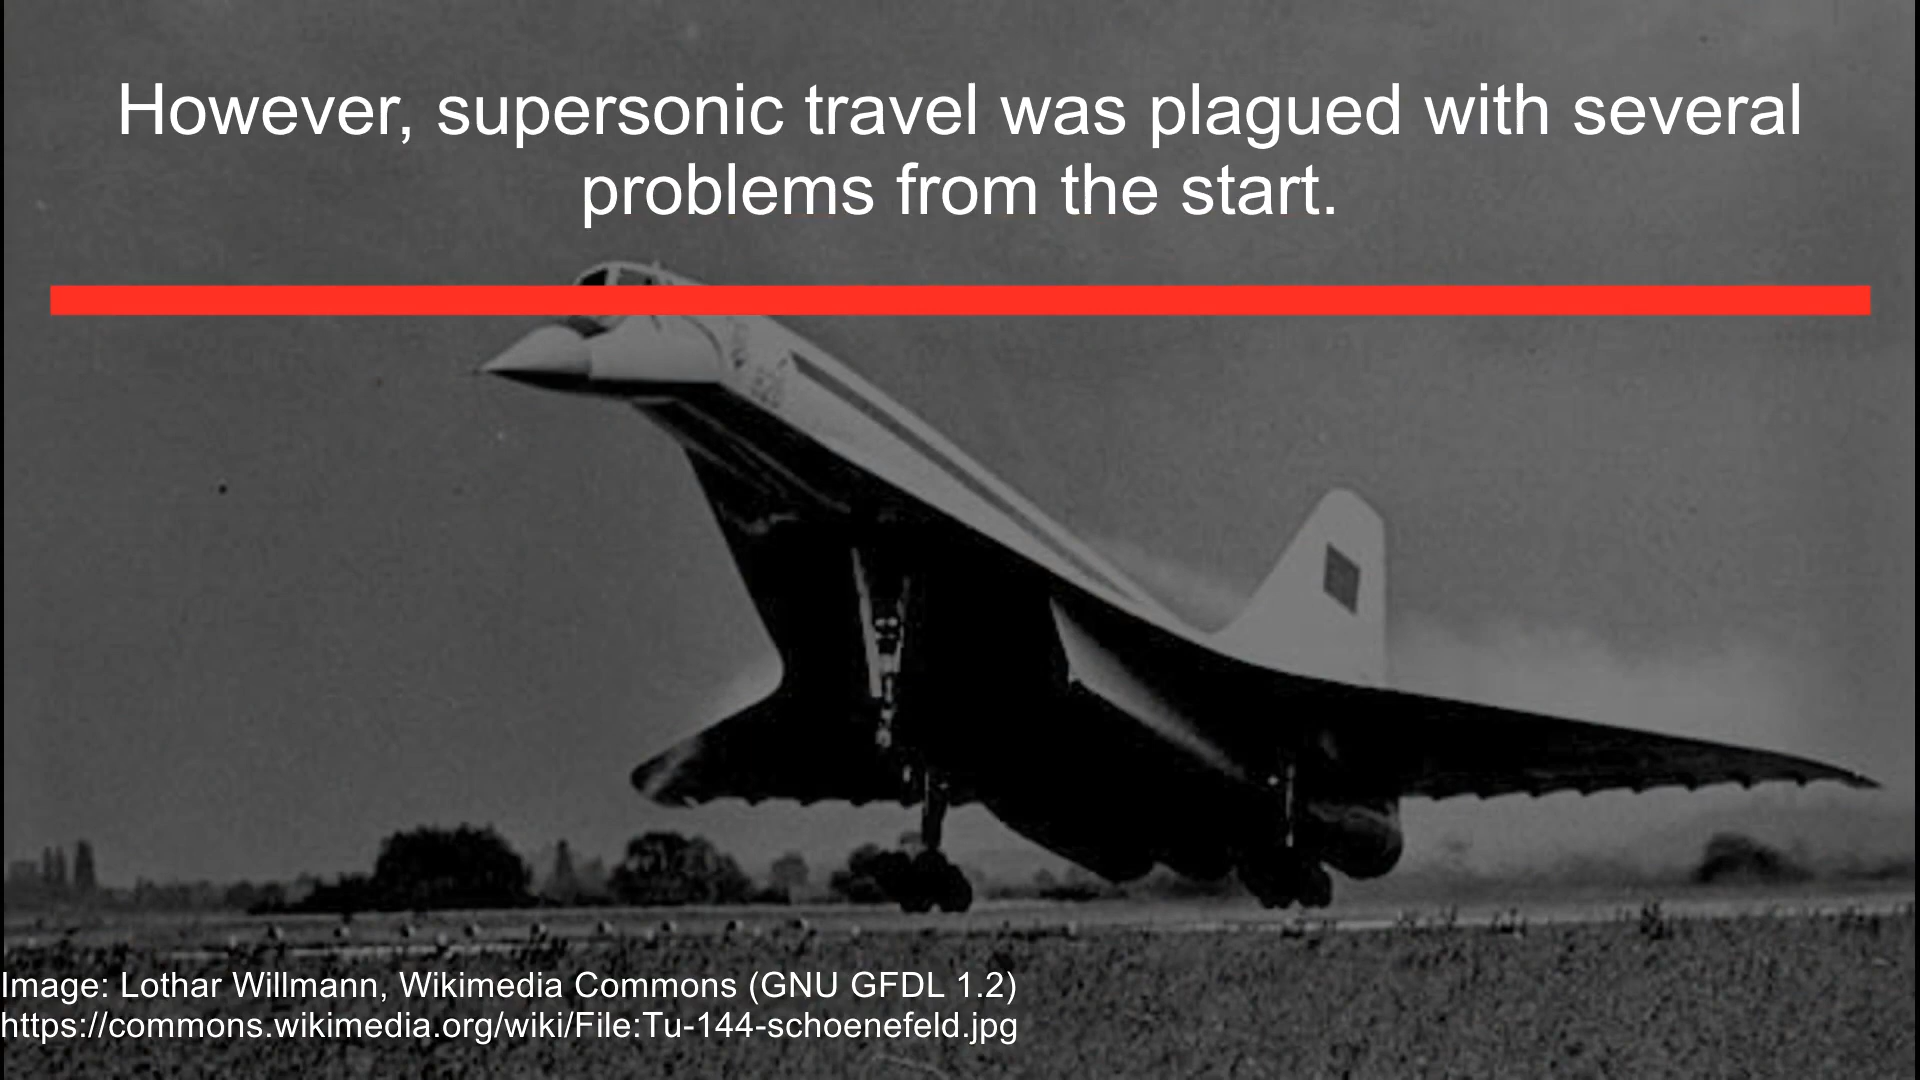 However, supersonic travel was plagued with several
problems from the start.
Image: Lothar Willmann, Wikimedia Commons (GNU GFDL 1.2)
https://commons.wikimedia.org/wiki/File:Tu-144-schoenefeld.jpg